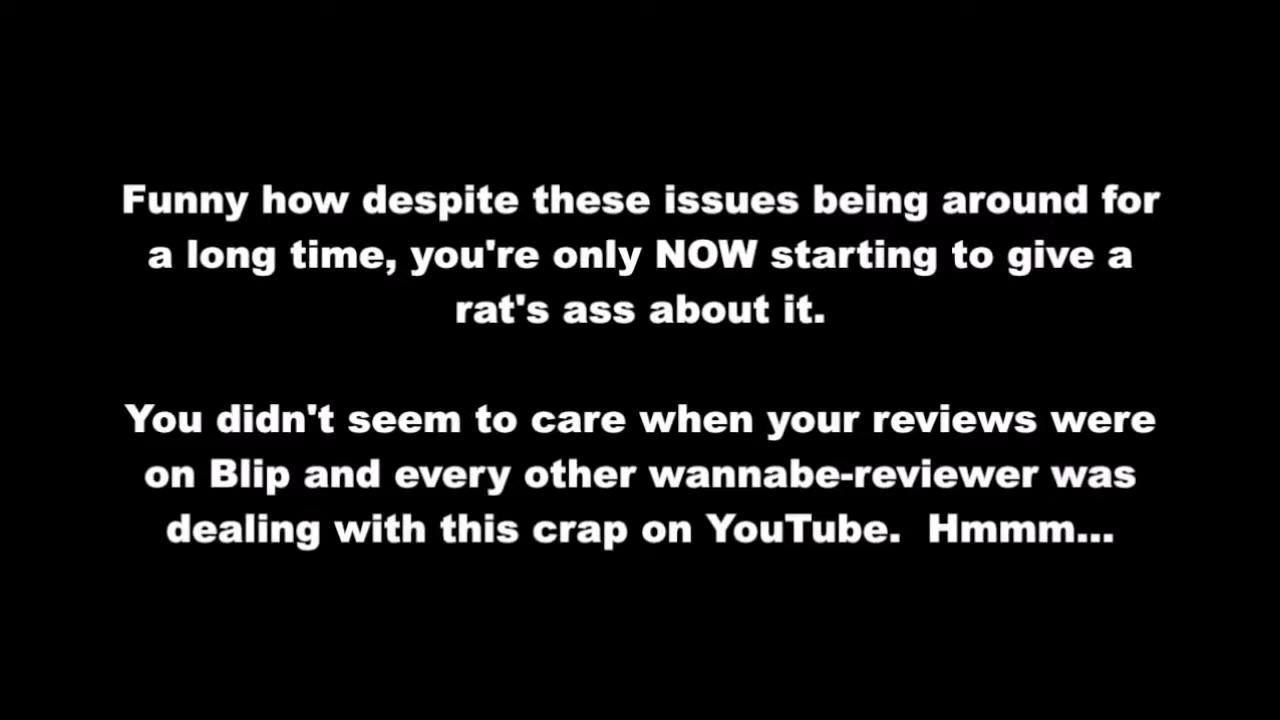 Funny how despite these issues being around for
a long time, you're only NOW starting to give a
rat's ass about it.
You didn't seem to care when your reviews were
on Blip and every other wannabe-reviewer was
dealing with this crap on YouTube.  Hmmm...